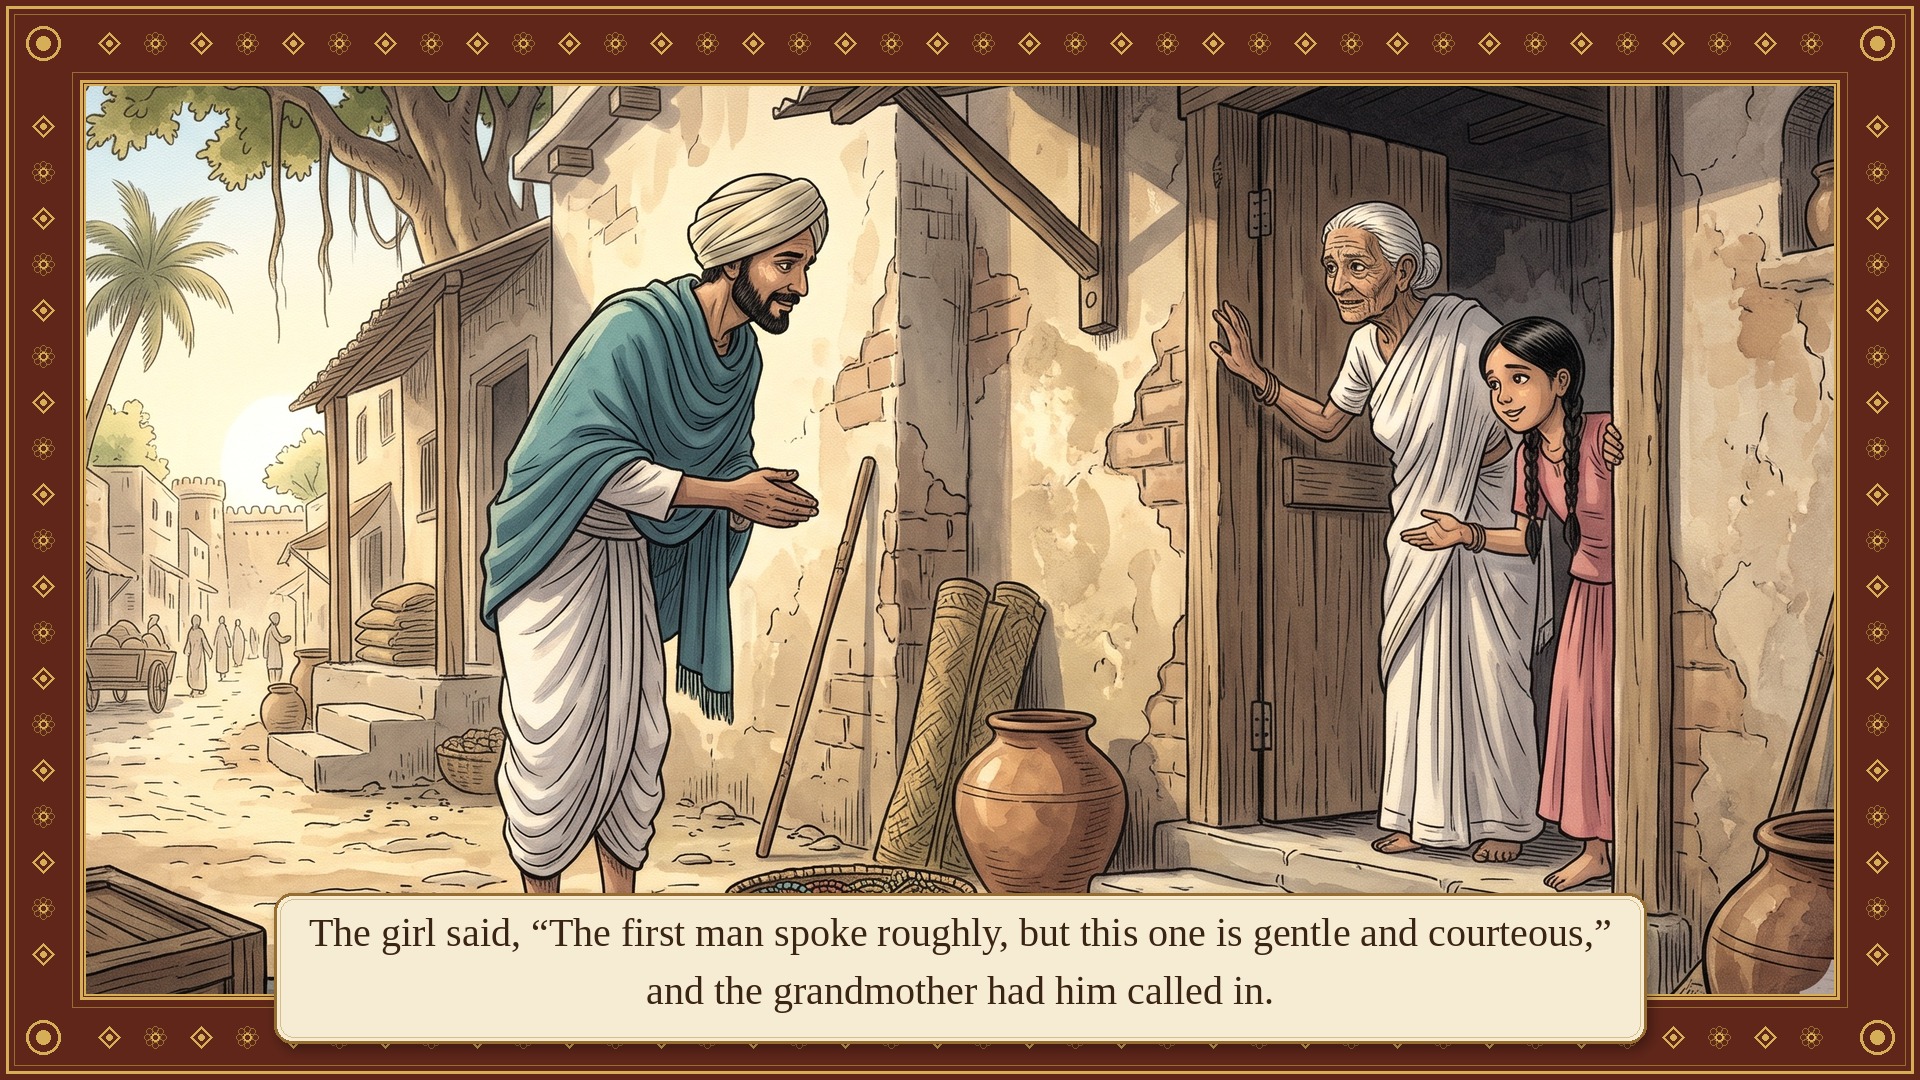 The girl said, “The first man spoke roughly, but this one is gentle and courteous,”
and the grandmother had him called in.